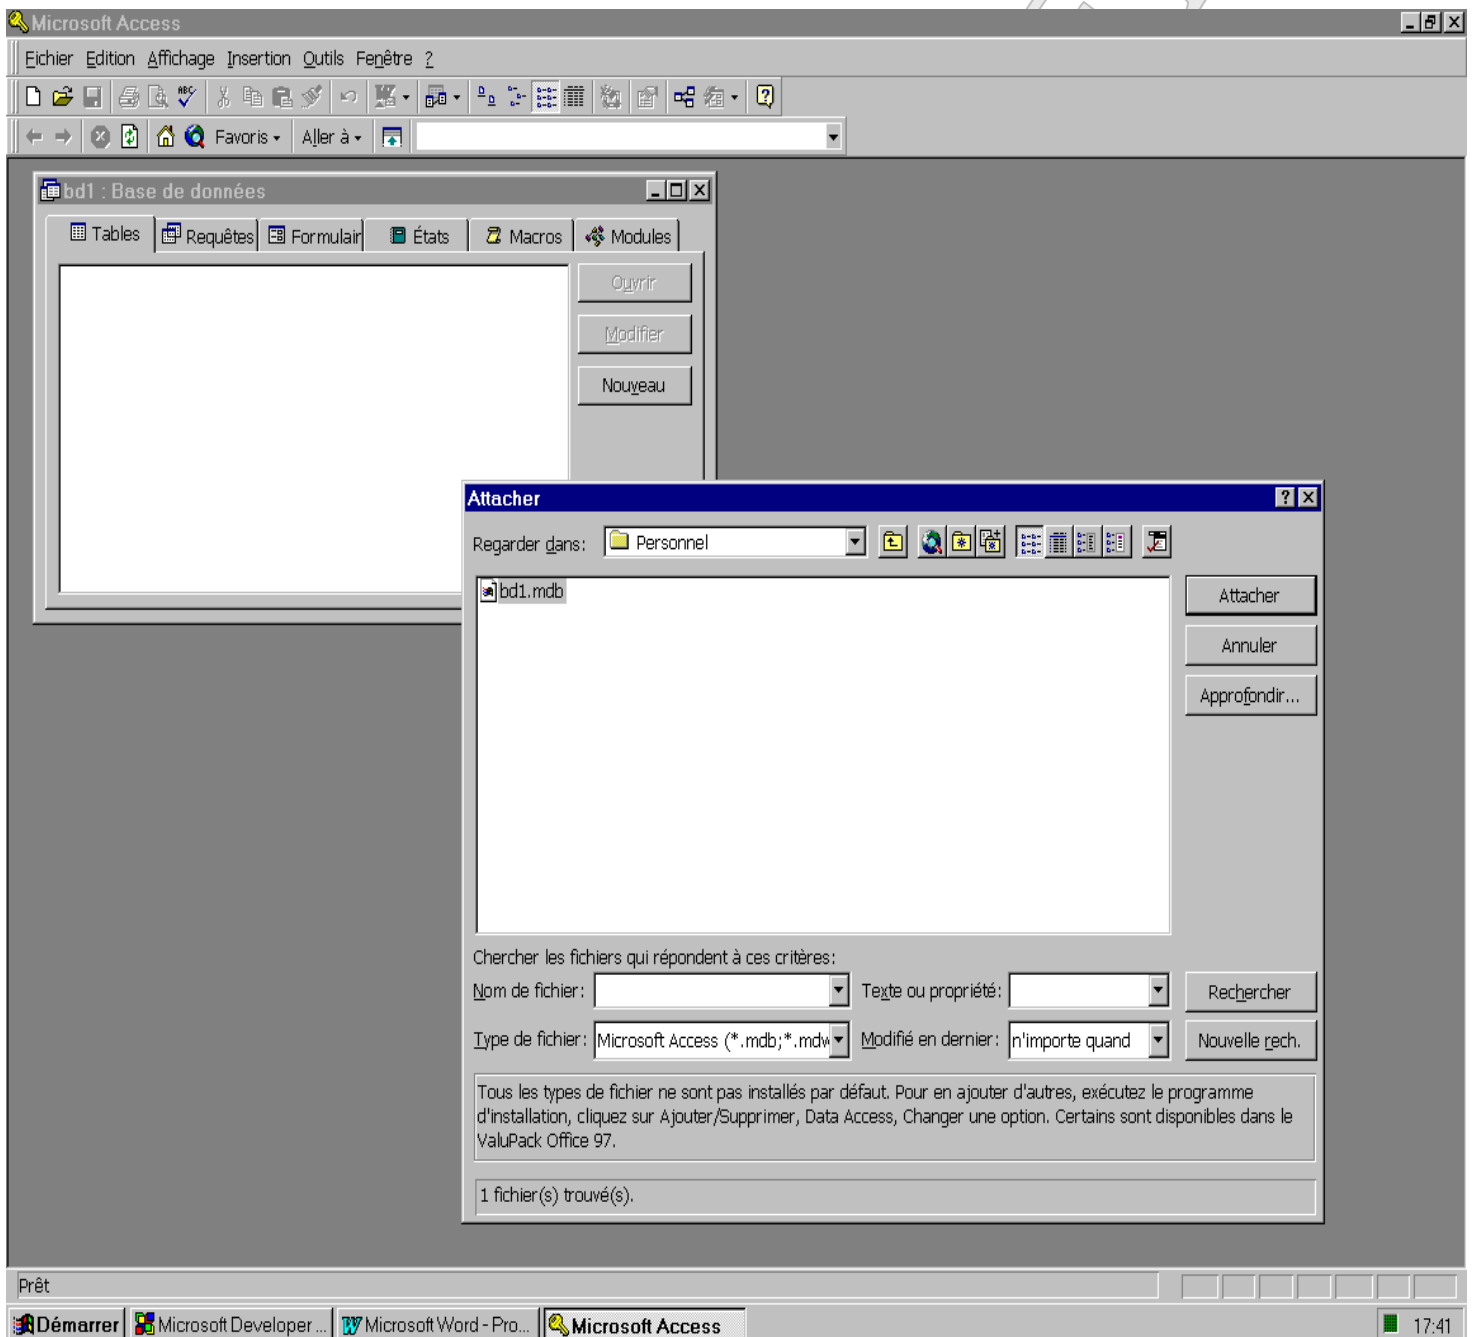 Microsoft Access
Fichier Edition Affichage Insertion Outils Fenêtre ?
Favoris Aller à
bd1 : Base de données
Tables Requêtes Formulair États Macros Modules
Ouvrir
Modifier
Nouveau
Attacher
Regarder dans: Personnel
bd1.mdb
Attacher
Annuler
Approfondir...
Chercher les fichiers qui répondent à ces critères:
Nom de fichier: Texte ou propriété: Rechercher
Type de fichier: Microsoft Access (*.mdb;*.mdw Modifié en dernier: n'importe quand Nouvelle rech.
Tous les types de fichier ne sont pas installés par défaut. Pour en ajouter d'autres, exécutez le programme
d'installation, cliquez sur Ajouter/Supprimer, Data Access, Changer une option. Certains sont disponibles dans le
ValuPack Office 97.
1 fichier(s) trouvé(s).
Prêt
Démarrer Microsoft Developer ... Microsoft Word - Pro... Microsoft Access 17:41